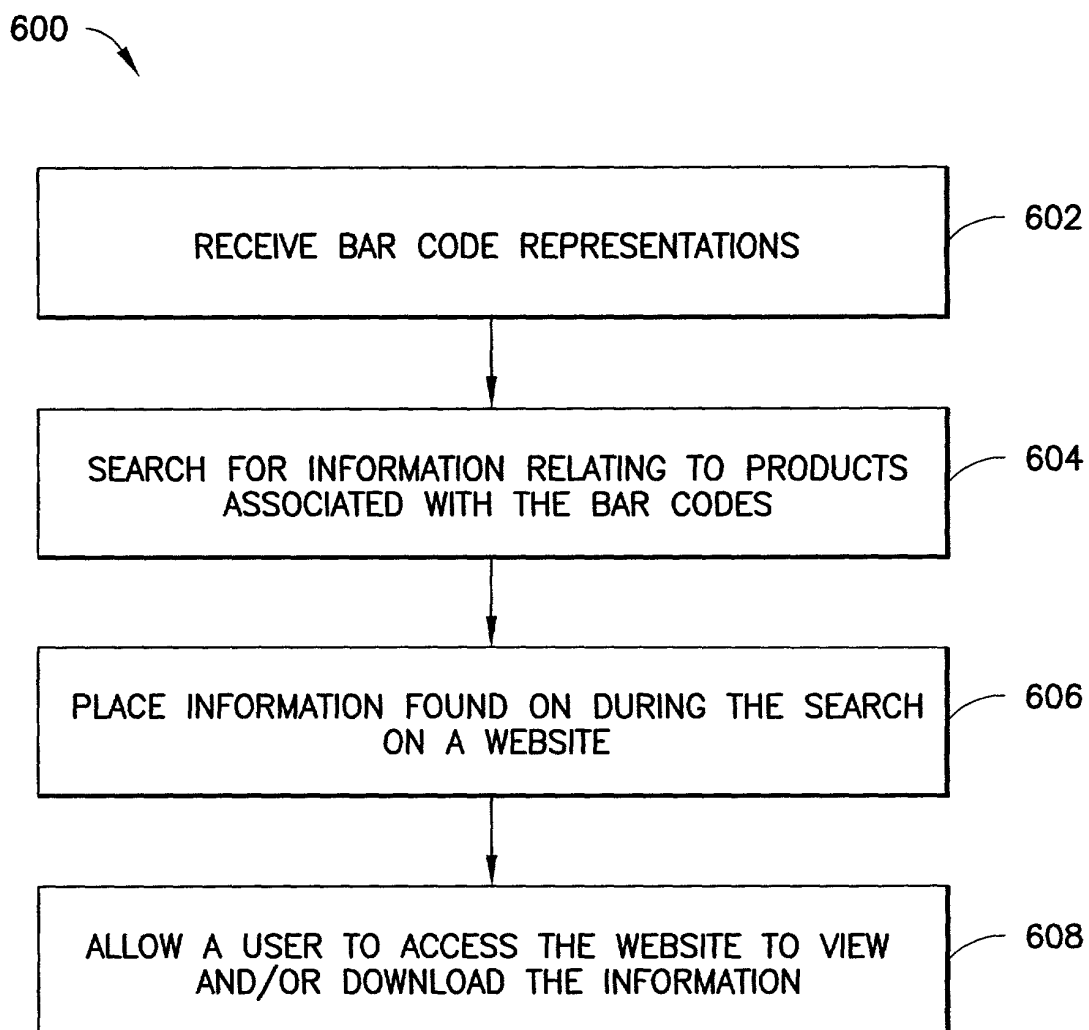 600
RECEIVE BAR CODE REPRESENTATIONS
602
SEARCH FOR INFORMATION RELATING TO PRODUCTS
ASSOCIATED WITH THE BAR CODES
604
PLACE INFORMATION FOUND ON DURING THE SEARCH
ON A WEBSITE
606
ALLOW A USER TO ACCESS THE WEBSITE TO VIEW
AND/OR DOWNLOAD THE INFORMATION
608